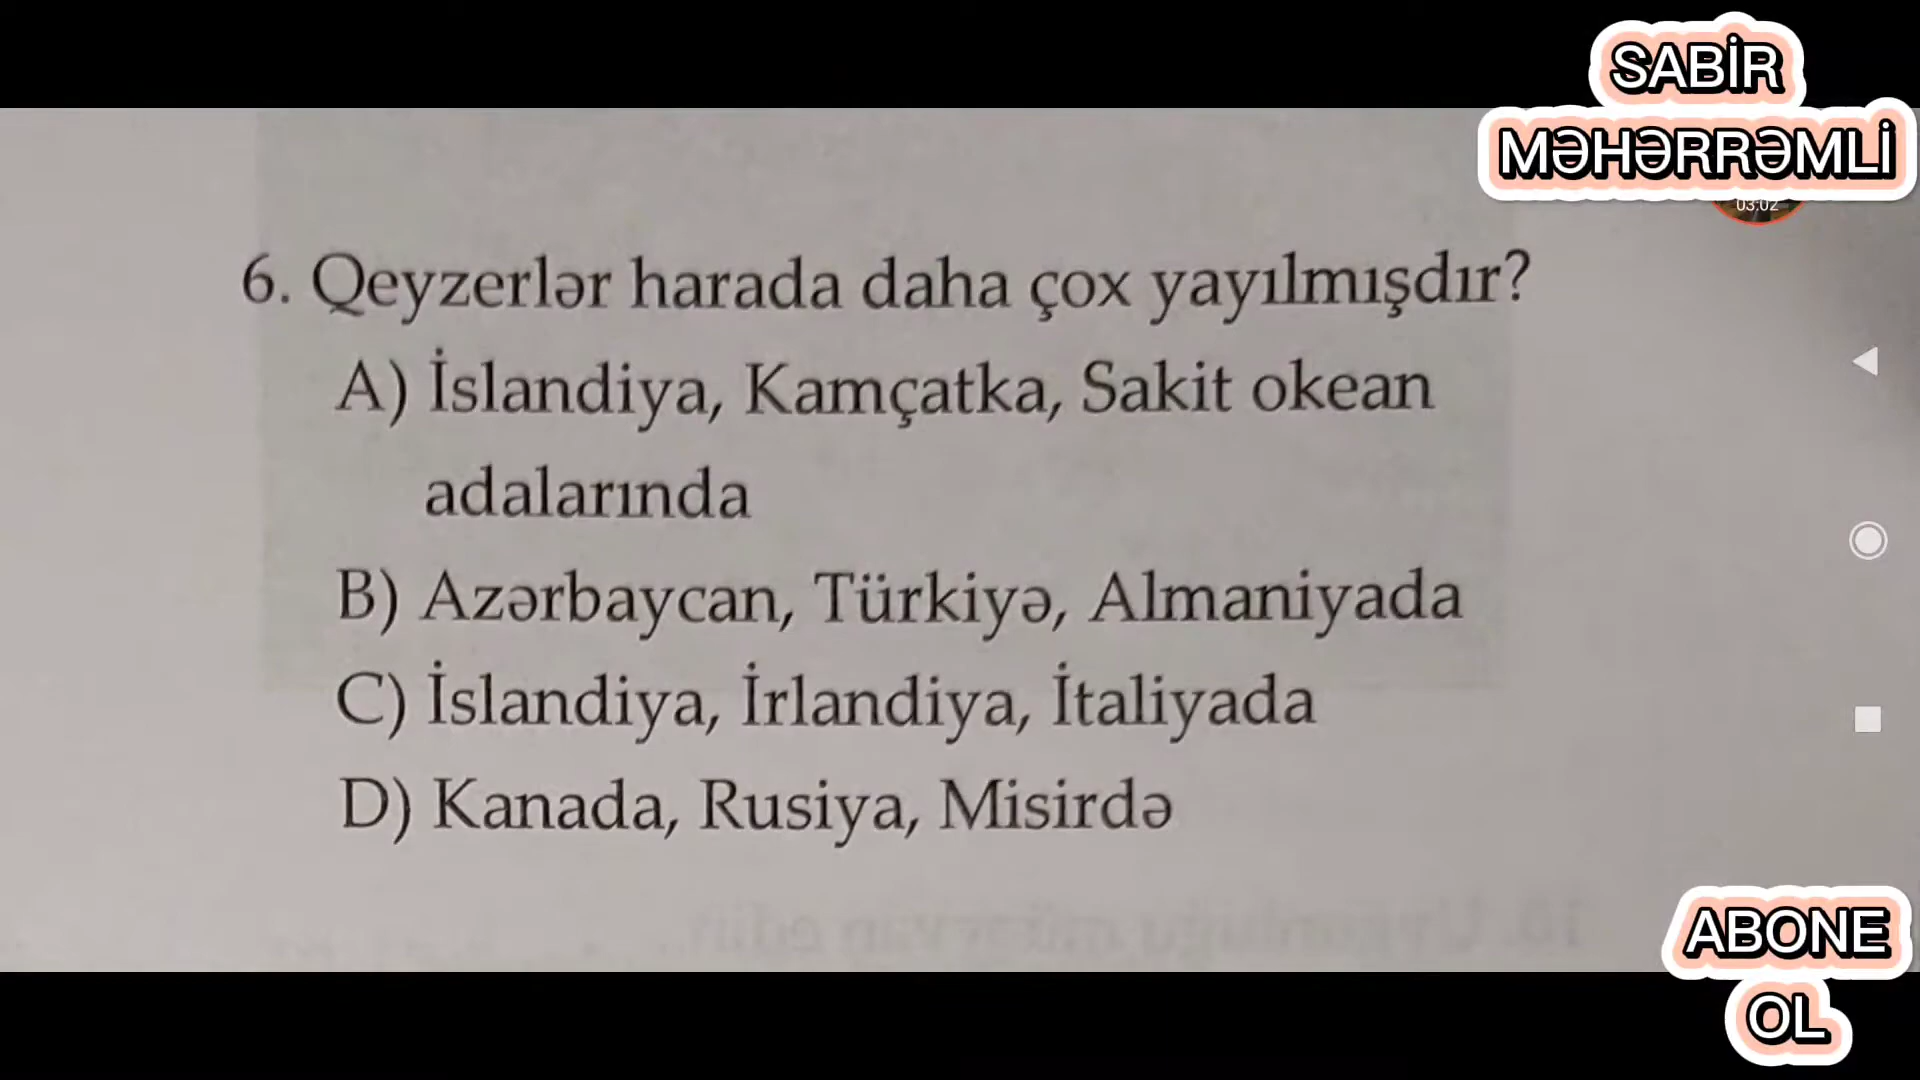 SABİR
MƏHƏRRƏMLİ
03:02
6. Qeyzerlər harada daha çox yayılmışdır?
A) İslandiya, Kamçatka, Sakit okean
adalarında
B) Azərbaycan, Türkiyə, Almaniyada
C) İslandiya, İrlandiya, İtaliyada
D) Kanada, Rusiya, Misirdə
ABONE
OL